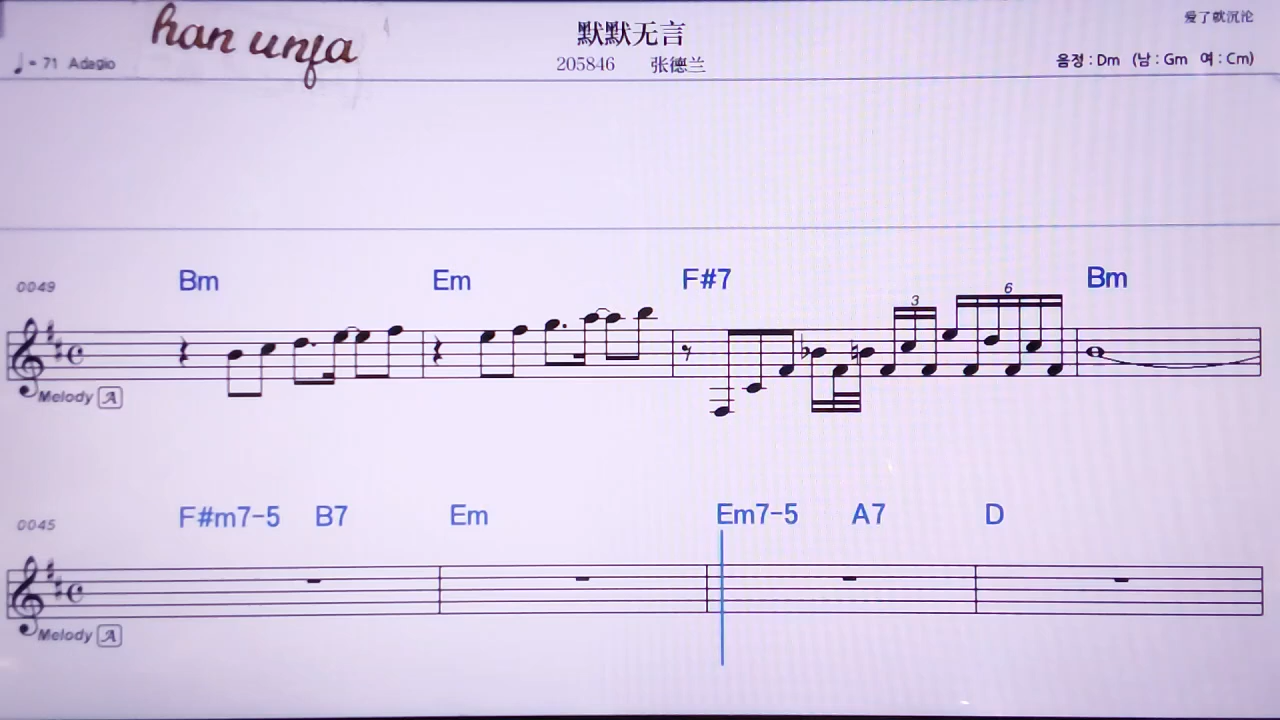 han unfa
默默无言
爱了就沉沦
♩= 71 Adagio
205846 张德兰
음정 : Dm (남 : Gm 여 : Cm)
0049
Bm Em F#7 Bm
3 6
Melody A
0045
F#m7-5 B7 Em Em7-5 A7 D
Melody A